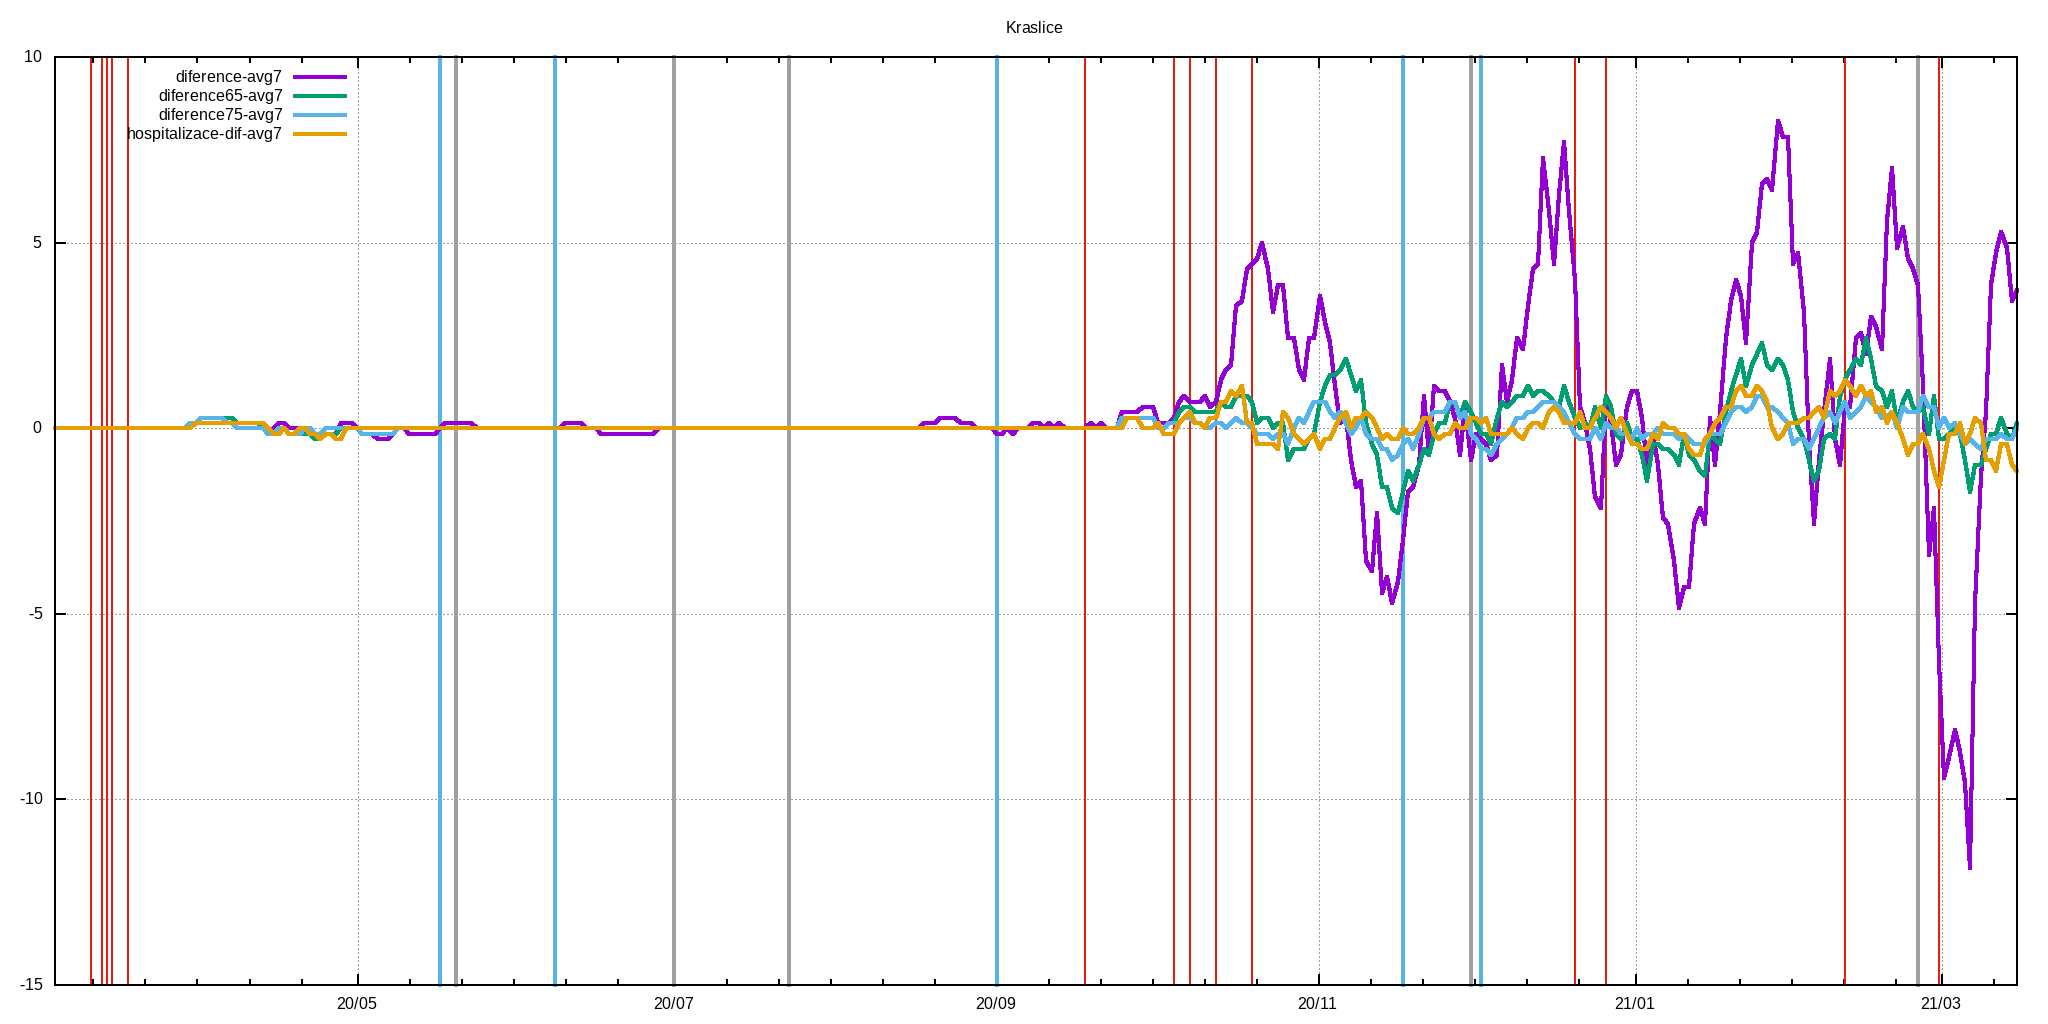 Kraslice
10
diference-avg7
diference65-avg7
diference75-avg7
hospitalizace-dif-avg7
5
0
-5
-10
-15
20/05 20/07 20/09 20/11 21/01 21/03